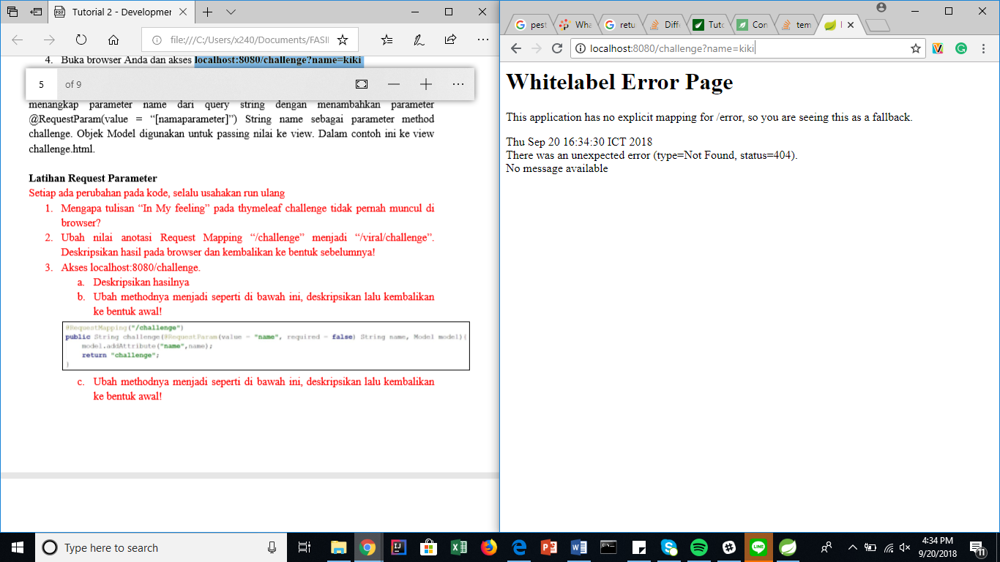 Tutorial 2 - Developmer
file:///C:/Users/x240/Documents/FASII
4. Buka browser Anda dan akses localhost:8080/challenge?name=kiki
5 of 9
menangkap parameter name dari query string dengan menambahkan parameter
@RequestParam(value = “[namaparameter]”) String name sebagai parameter method
challenge. Objek Model digunakan untuk passing nilai ke view. Dalam contoh ini ke view
challenge.html.
Latihan Request Parameter
Setiap ada perubahan pada kode, selalu usahakan run ulang
1. Mengapa tulisan “In My feeling” pada thymeleaf challenge tidak pernah muncul di
browser?
2. Ubah nilai anotasi Request Mapping “/challenge” menjadi “/viral/challenge”.
Deskripsikan hasil pada browser dan kembalikan ke bentuk sebelumnya!
3. Akses localhost:8080/challenge.
a. Deskripsikan hasilnya
b. Ubah methodnya menjadi seperti di bawah ini, deskripsikan lalu kembalikan
ke bentuk awal!
@RequestMapping("/challenge")
public String challenge(@RequestParam(value = "name", required = false) String name, Model model){
model.addAttribute("name",name);
return "challenge";
}
c. Ubah methodnya menjadi seperti di bawah ini, deskripsikan lalu kembalikan
ke bentuk awal!
pest
Wha
retu
Diff
Tuto
Con
tem
localhost:8080/challenge?name=kiki
Whitelabel Error Page
This application has no explicit mapping for /error, so you are seeing this as a fallback.
Thu Sep 20 16:34:30 ICT 2018
There was an unexpected error (type=Not Found, status=404).
No message available
Type here to search
4:34 PM
9/20/2018
11